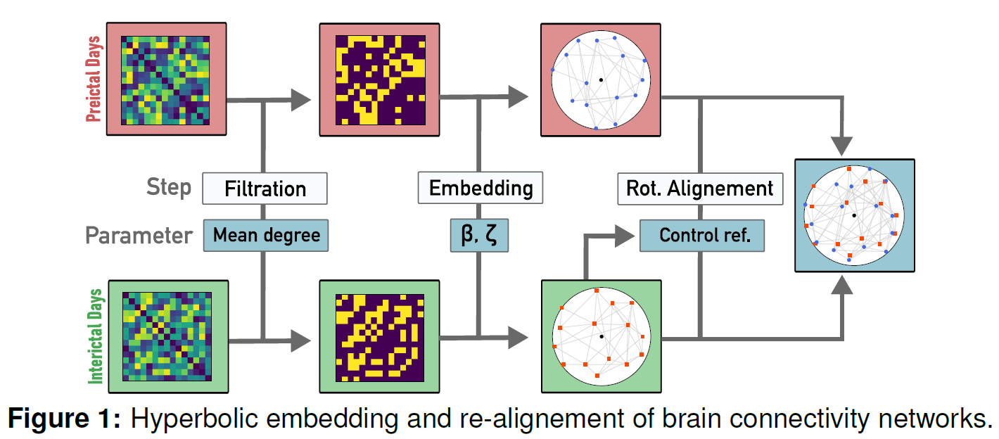 Preictal Days
Step
Filtration
Embedding
Rot. Alignement
Parameter
Mean degree
β, ζ
Control ref.
Interictal Days
Figure 1: Hyperbolic embedding and re-alignement of brain connectivity networks.